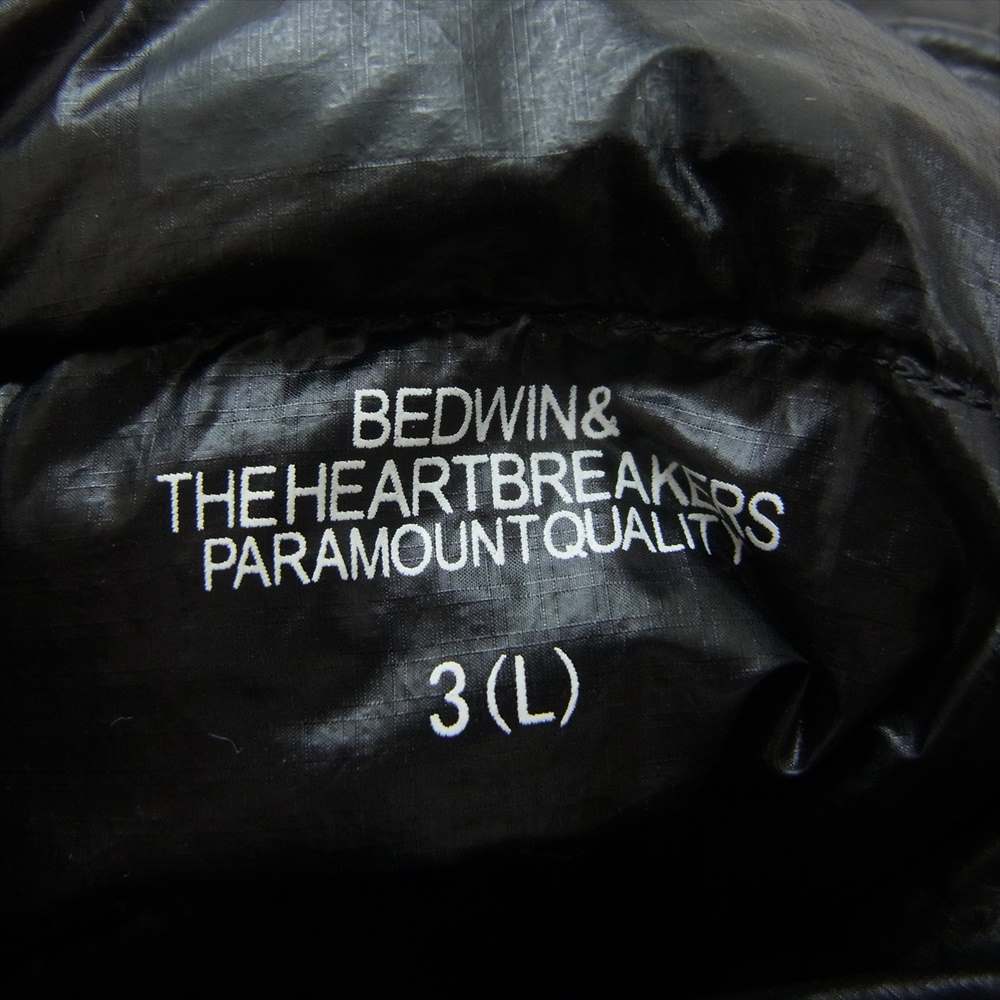 BEDWIN&
THE HEARTBREAKERS
PARAMOUNT QUALITY
3 (L)